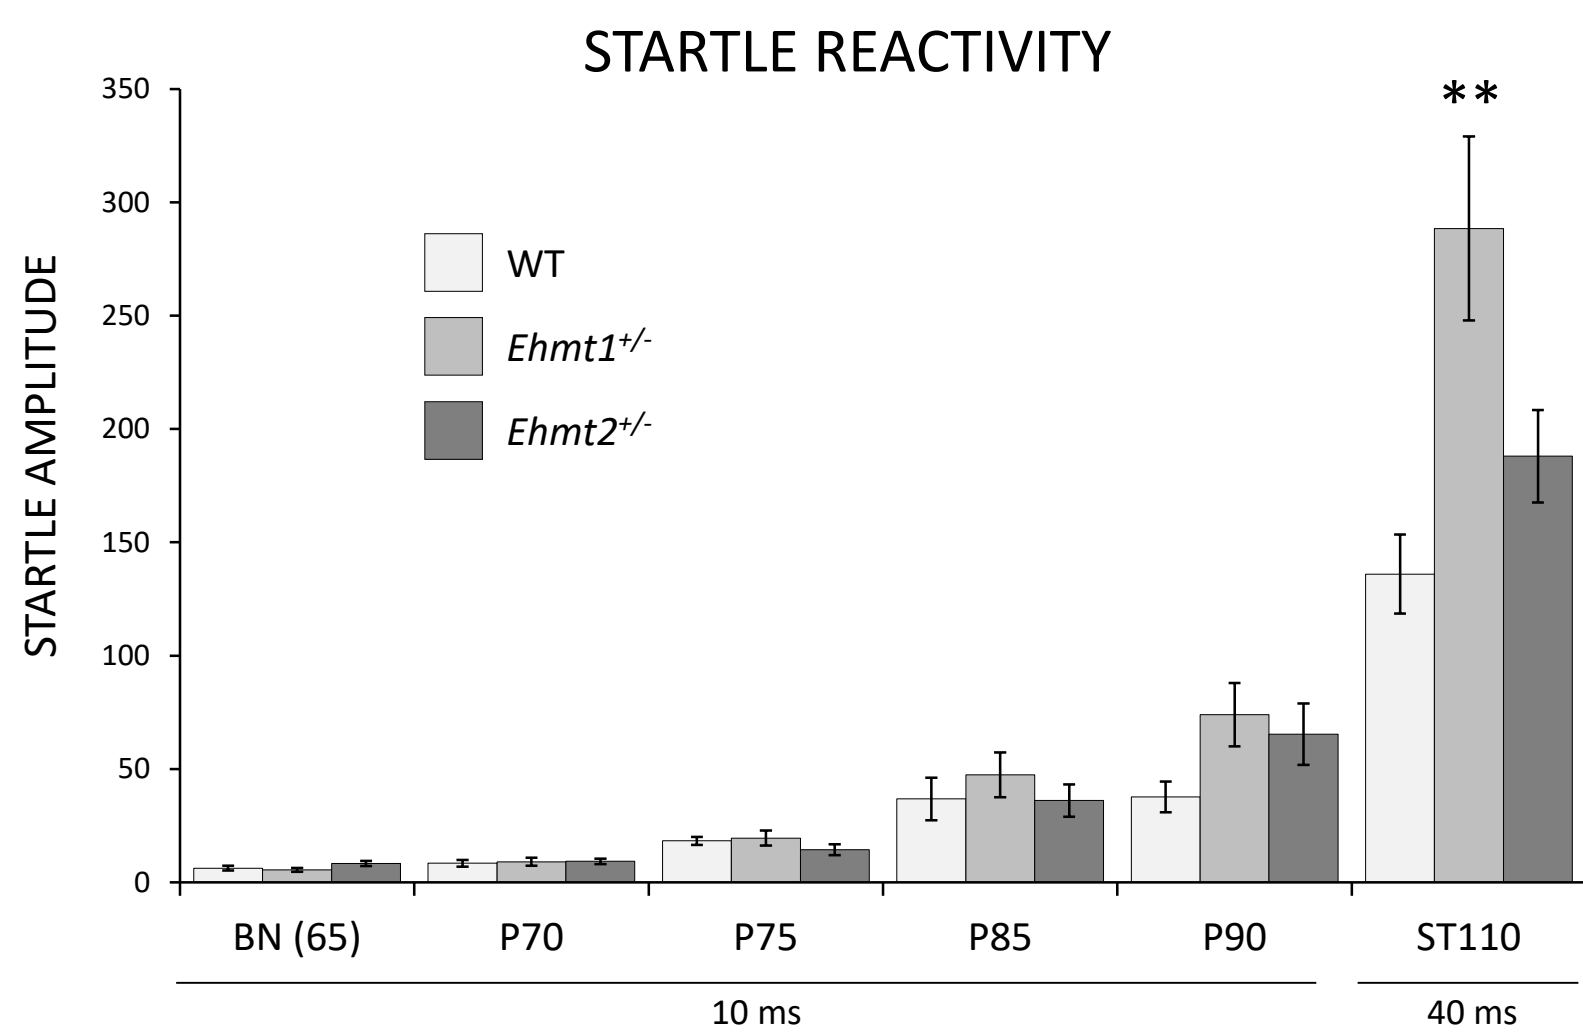 STARTLE REACTIVITY
STARTLE AMPLITUDE
350
300
250
200
150
100
50
0
WT
Ehmt1+/-
Ehmt2+/-
**
BN (65) P70 P75 P85 P90 ST110
10 ms 40 ms